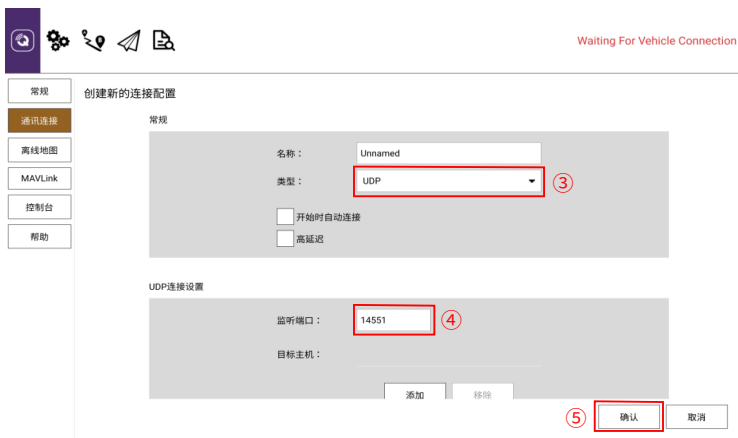 Waiting For Vehicle Connection
常规
创建新的连接配置
通讯连接
常规
离线地图
名称：
Unnamed
MAVLink
类型：
UDP
③
控制台
开始时自动连接
帮助
高延迟
UDP连接设置
监听端口：
14551
④
目标主机：
添加
移除
⑤
确认
取消